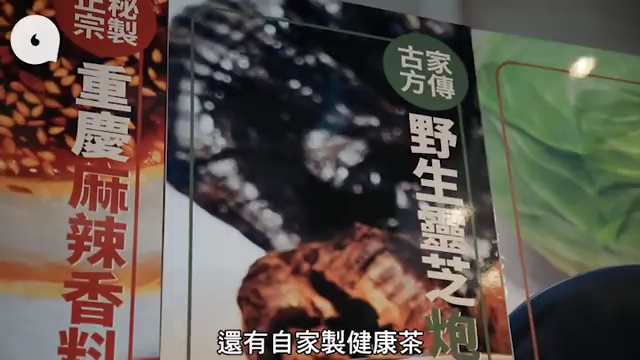 正宗
秘製
重慶麻辣香料
古方
家傳
野生靈芝炮
還有自家製健康茶